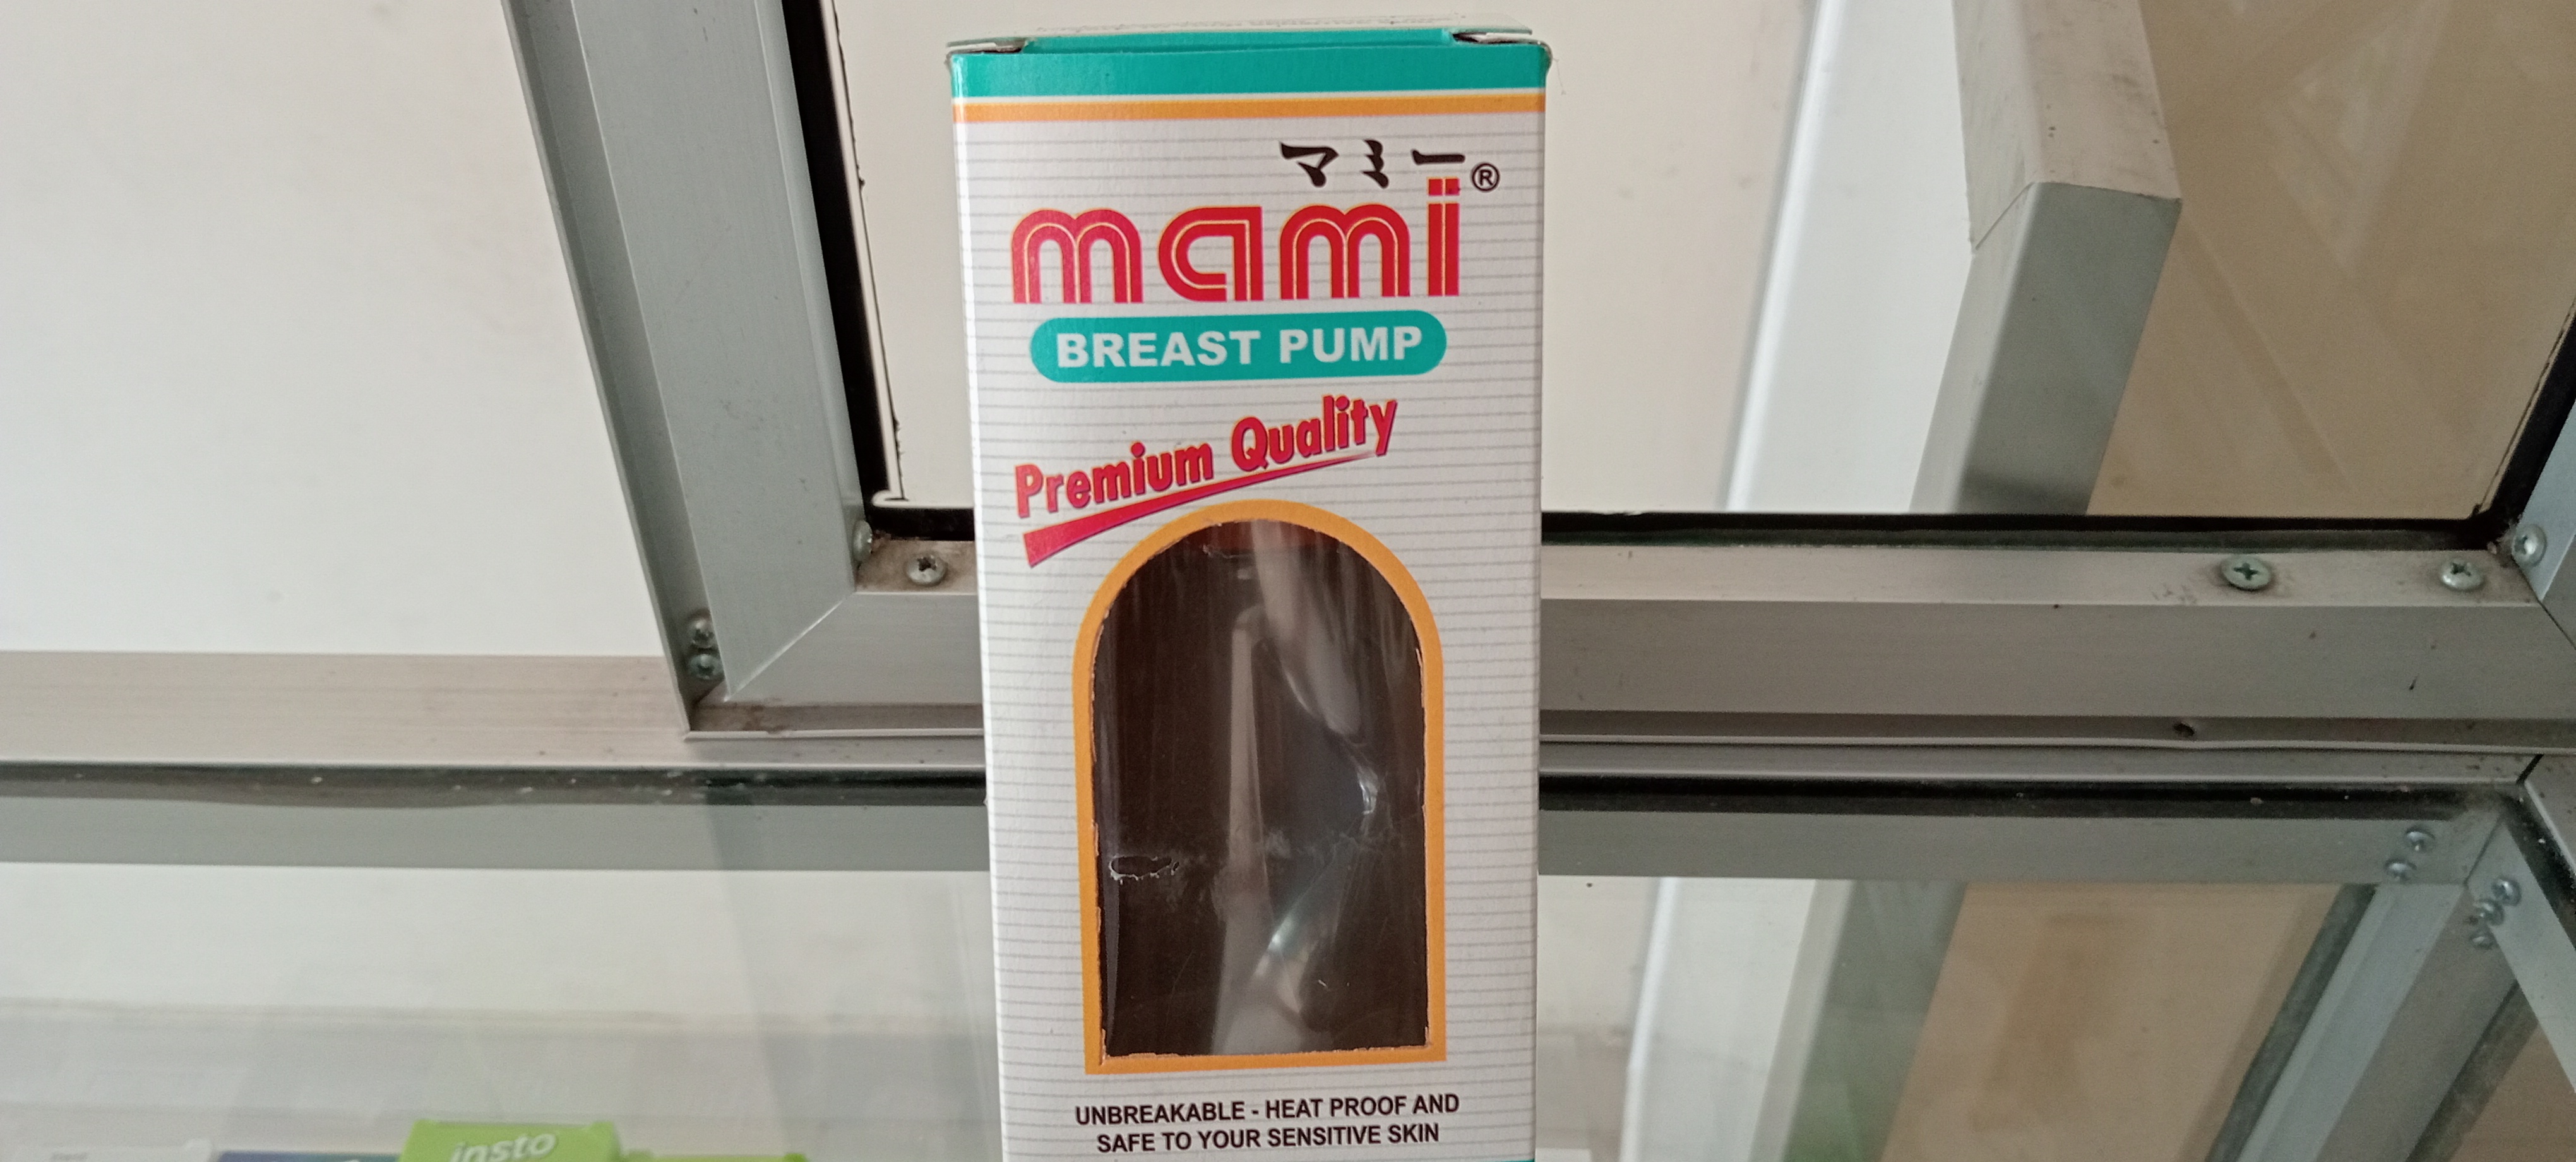 マミー
mami®
BREAST PUMP
Premium Quality
UNBREAKABLE - HEAT PROOF AND
SAFE TO YOUR SENSITIVE SKIN
insto